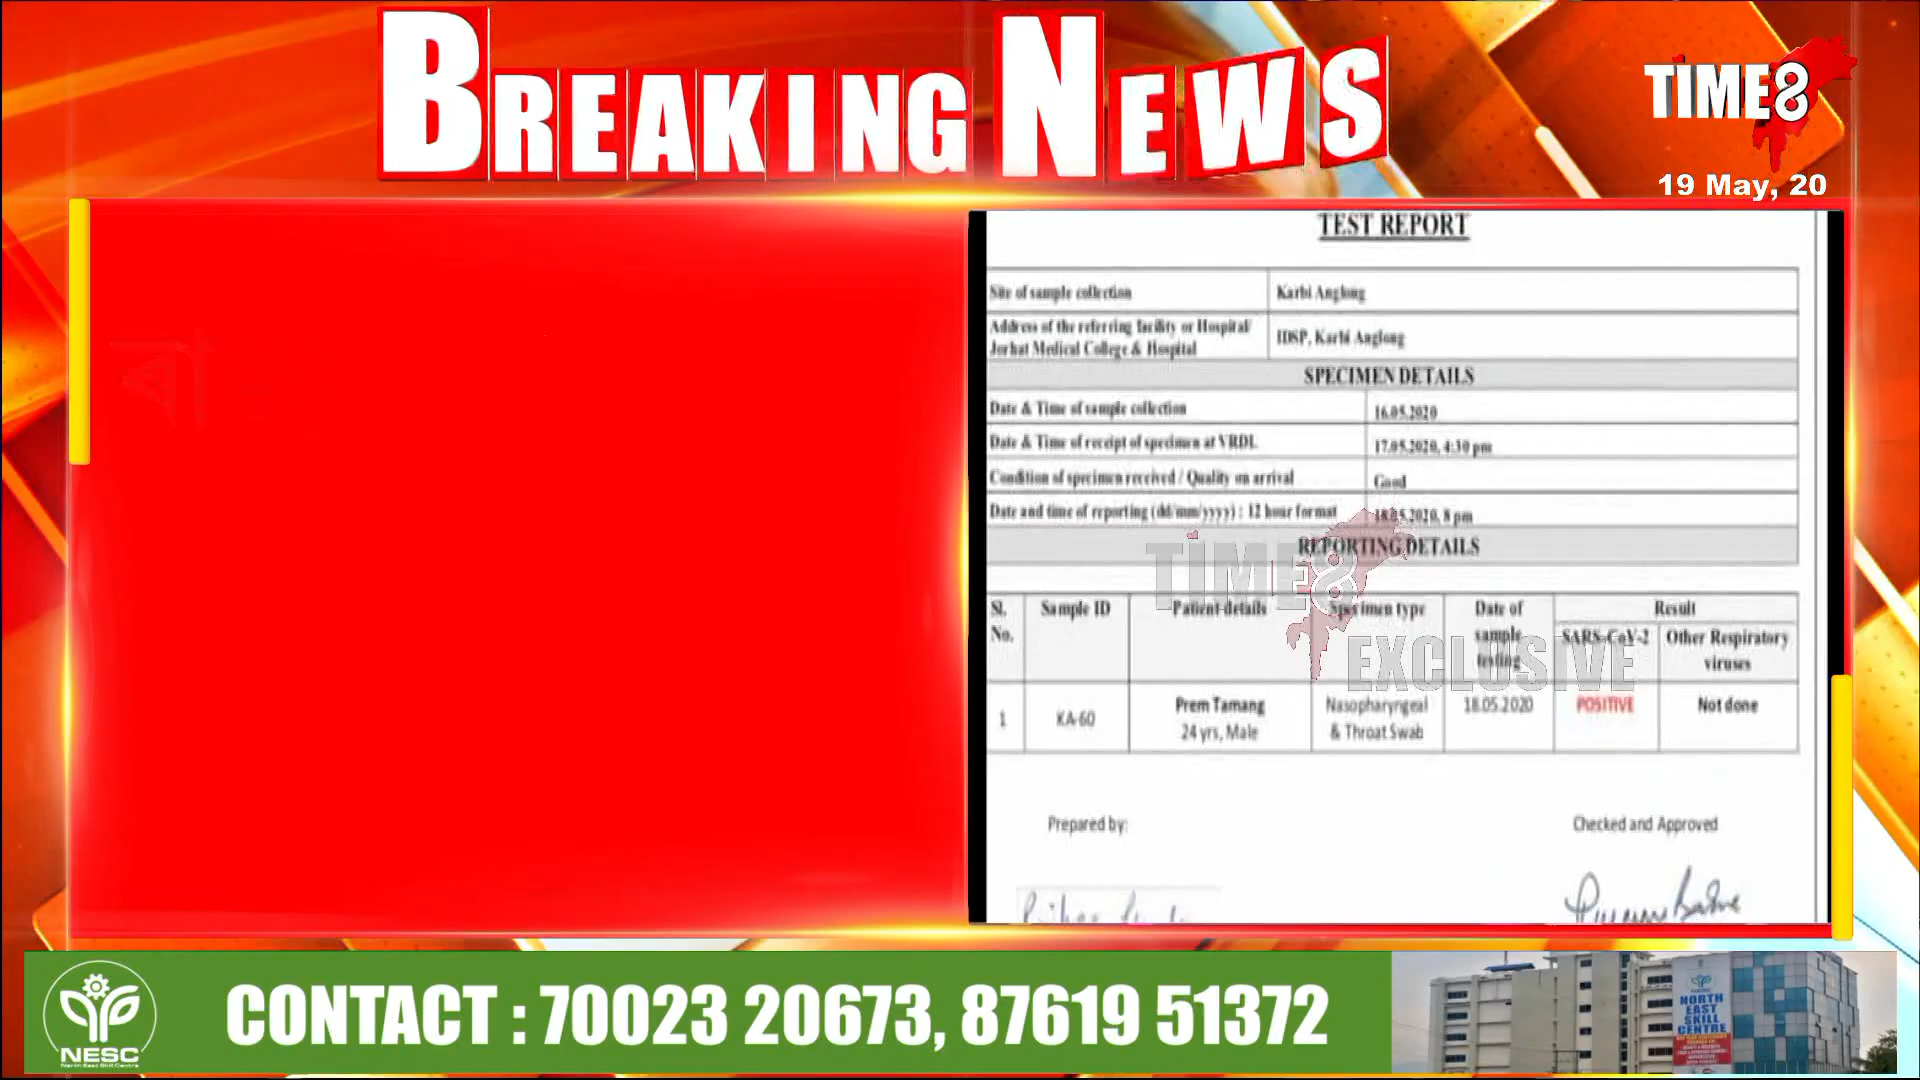 BREAKING NEWS
TIME8
19 May, 20
TEST REPORT
Site of sample collection Karbi Anglong
Address of the referring facility or Hospital/ Jorhat Medical College & Hospital IDSP, Karbi Anglong
SPECIMEN DETAILS
Date & Time of sample collection 16.05.2020
Date & Time of receipt of specimen at VRDL 17.05.2020, 4:30 pm
Condition of specimen received / Quality on arrival Good
Date and time of reporting (dd/mm/yyyy) : 12 hour format 18.05.2020, 8 pm
REPORTING DETAILS
TIME8
EXCLUSIVE
Sl. No. Sample ID Patient details Specimen type Date of sample testing Result
SARS-CoV-2 Other Respiratory viruses
1 KA-60 Prem Tamang 24 yrs, Male Nasopharyngeal & Throat Swab 18.05.2020 POSITIVE Not done
Prepared by: Checked and Approved
NESC
North East Skill Centre
CONTACT : 70023 20673, 87619 51372
NORTH
EAST
SKILL
CENTRE